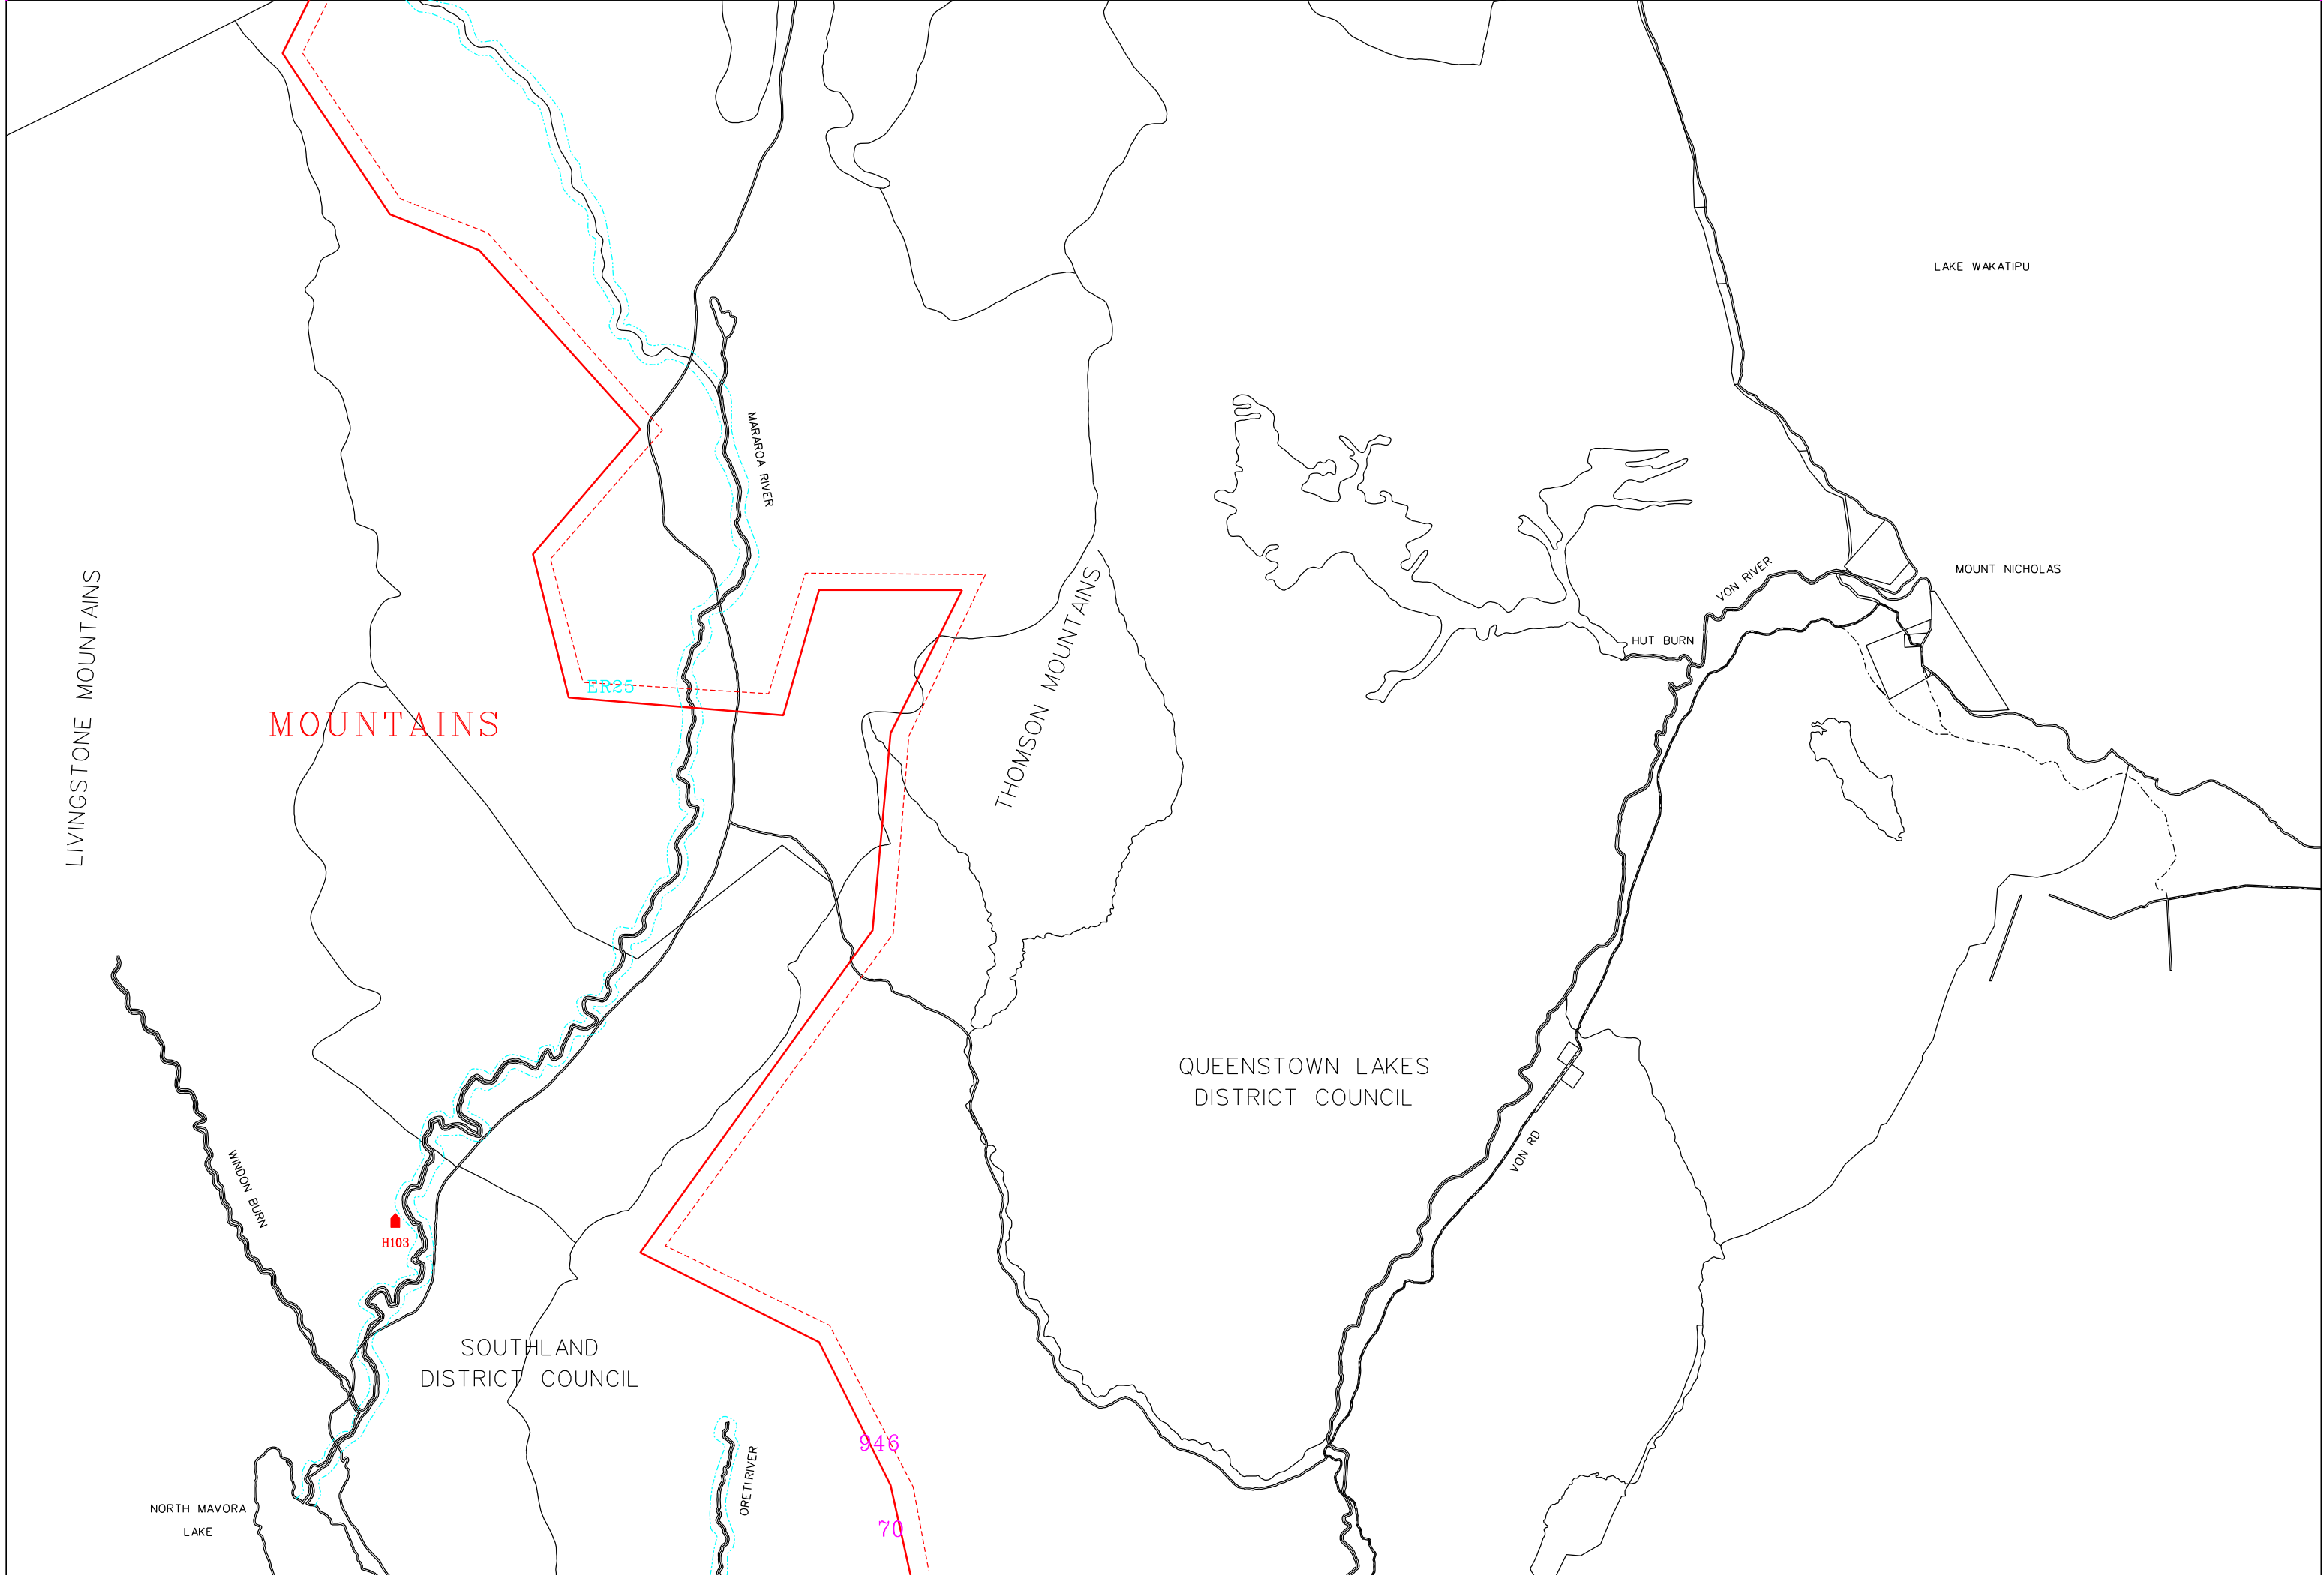 LAKE WAKATIPU
MARAROA RIVER
MOUNT NICHOLAS
VON RIVER
HUT BURN
LIVINGSTONE MOUNTAINS
THOMSON MOUNTAINS
ER25
MOUNTAINS
QUEENSTOWN LAKES
DISTRICT COUNCIL
VON RD
WINDON BURN
H103
SOUTHLAND
DISTRICT COUNCIL
946
ORETI RIVER
NORTH MAVORA
LAKE
70